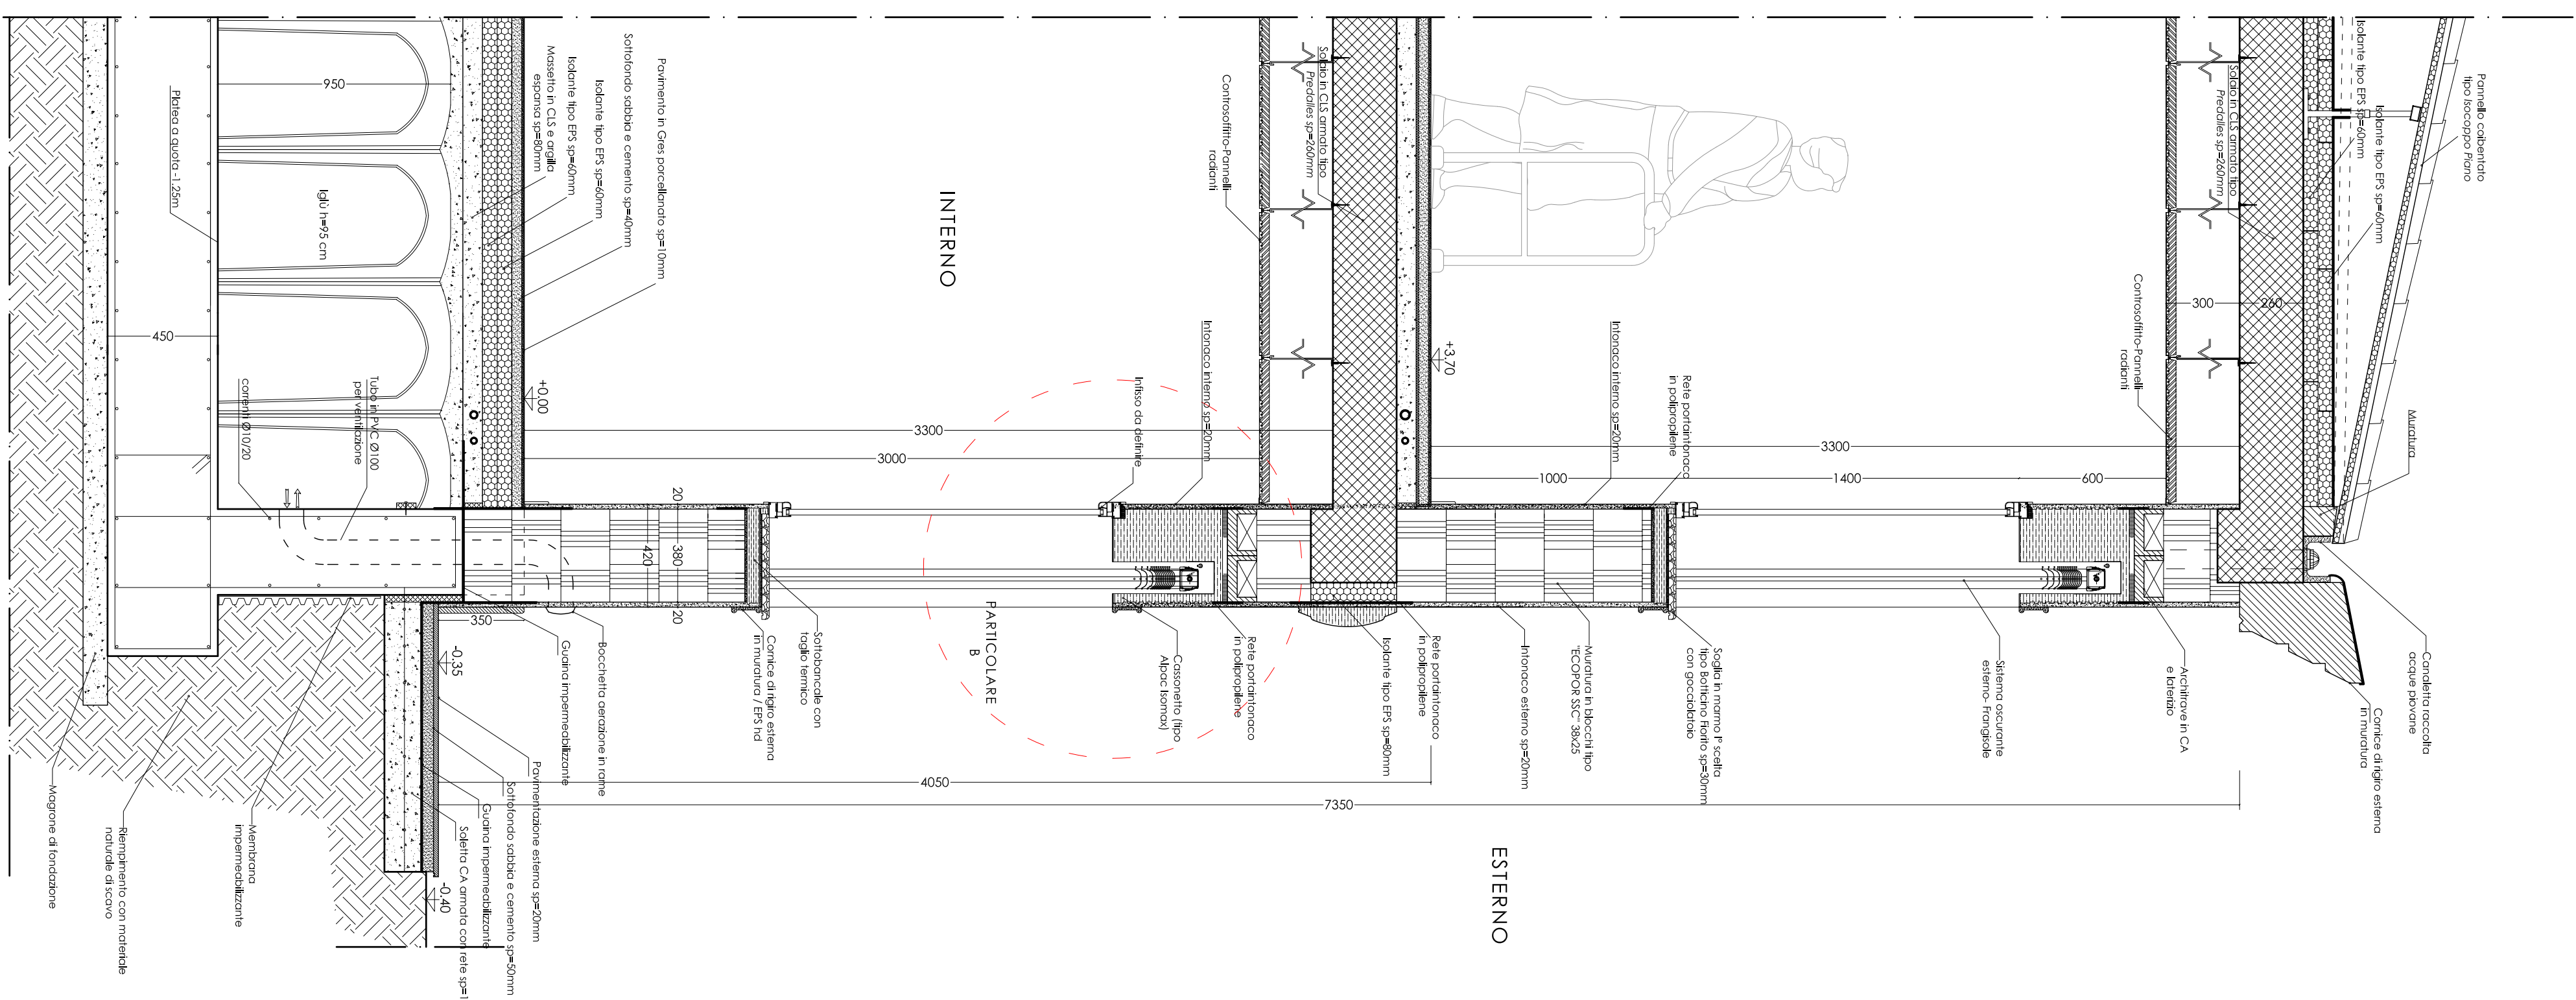 Pannello coibentato
tipo Isocoppo Piano
Isolante tipo EPS sp=60mm
Isolante tipo EPS sp=60mm
Solaio in CLS armato tipo
Predalles sp=260mm
Controsoffitto-Pannelli
radianti
Muratura
300
260
Canaletta raccolta
acque piovane
Cornice di rigiro esterna
in muratura
Architrave in CA
e laterizio
Sistema oscurante
esterno- Frangisole
3300
1000
1400
600
Rete portaintonaco
in polipropilene
Intonaco interno sp=20mm
Soglia in marmo Iª scelta
tipo Botticino Fiorito sp=30mm
con gocciolatoio
Muratura in blocchi tipo
"ECOPOR SSC" 38x25
Intonaco esterno sp=20mm
+3.70
Solaio in CLS armato tipo
Predalles sp=260mm
Controsoffitto-Pannelli
radianti
Rete portaintonaco
in polipropilene
Isolante tipo EPS sp=80mm
Intonaco interno sp=20mm
Infisso da definire
Rete portaintonaco
in polipropilene
Cassonetto (tipo
Alpac Isomax)
INTERNO
ESTERNO
PARTICOLARE
B
3300
3000
4050
7350
Sottobancale con
taglio termico
Cornice di rigiro esterna
in muratura / EPS hd
20
380
420
20
Pavimento in Gres porcellanato sp=10mm
Sottofondo sabbia e cemento sp=40mm
Isolante tipo EPS sp=60mm
Isolante tipo EPS sp=60mm
Massetto in CLS e argilla
espansa sp=80mm
+0.00
Bocchetta aerazione in rame
Guaina impermeabilizzante
350
-0.35
-0.40
Pavimentazione esterna sp=20mm
Sottofondo sabbia e cemento sp=50mm
Guaina impermeabilizzante
Soletta CA armata con rete sp=1
950
Iglù h=95 cm
Tubo in PVC Ø100
per ventilazione
correnti Ø10/20
Platea a quota -1.25m
450
Membrana
impermeabilizzante
Riempimento con materiale
naturale di scavo
Magrone di fondazione